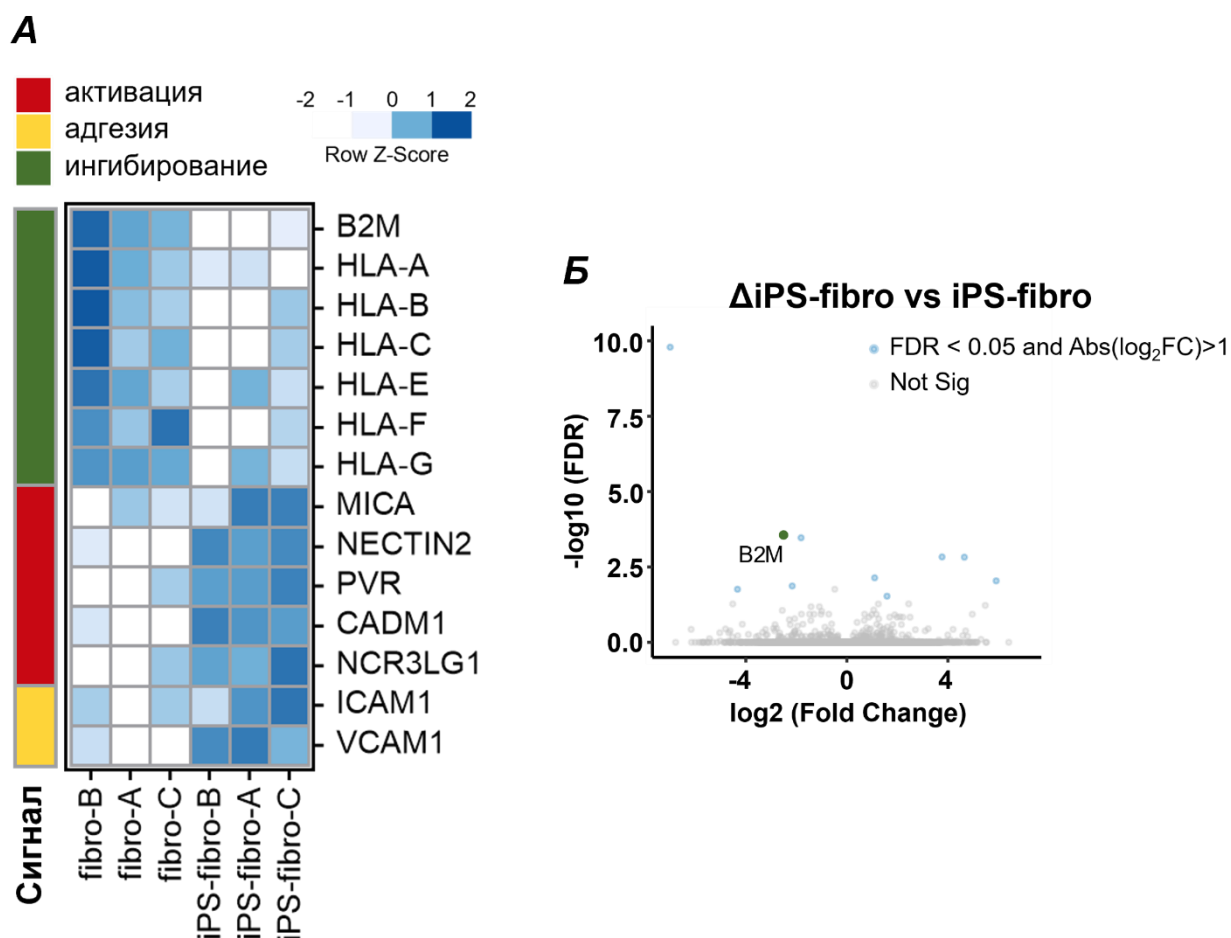 А
активация
адгезия
ингибирование
-2 -1 0 1 2
Row Z-Score
B2M
HLA-A
HLA-B
HLA-C
HLA-E
HLA-F
HLA-G
MICA
NECTIN2
PVR
CADM1
NCR3LG1
ICAM1
VCAM1
Сигнал
fibro-B
fibro-A
fibro-C
iPS-fibro-B
iPS-fibro-A
iPS-fibro-C
Б
ΔiPS-fibro vs iPS-fibro
FDR < 0.05 and Abs(log₂FC)>1
Not Sig
-log10 (FDR)
10.0
7.5
5.0
2.5
0.0
B2M
-4 0 4
log2 (Fold Change)